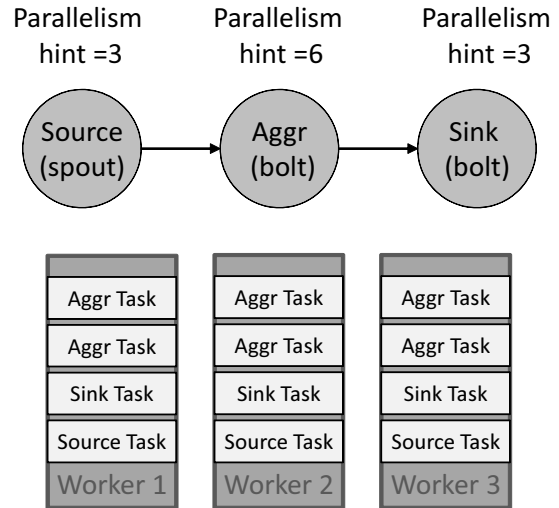 Parallelism
hint =3
Parallelism
hint =6
Parallelism
hint =3
Source
(spout)
Aggr
(bolt)
Sink
(bolt)
Aggr Task
Aggr Task
Sink Task
Source Task
Worker 1
Aggr Task
Aggr Task
Sink Task
Source Task
Worker 2
Aggr Task
Aggr Task
Sink Task
Source Task
Worker 3